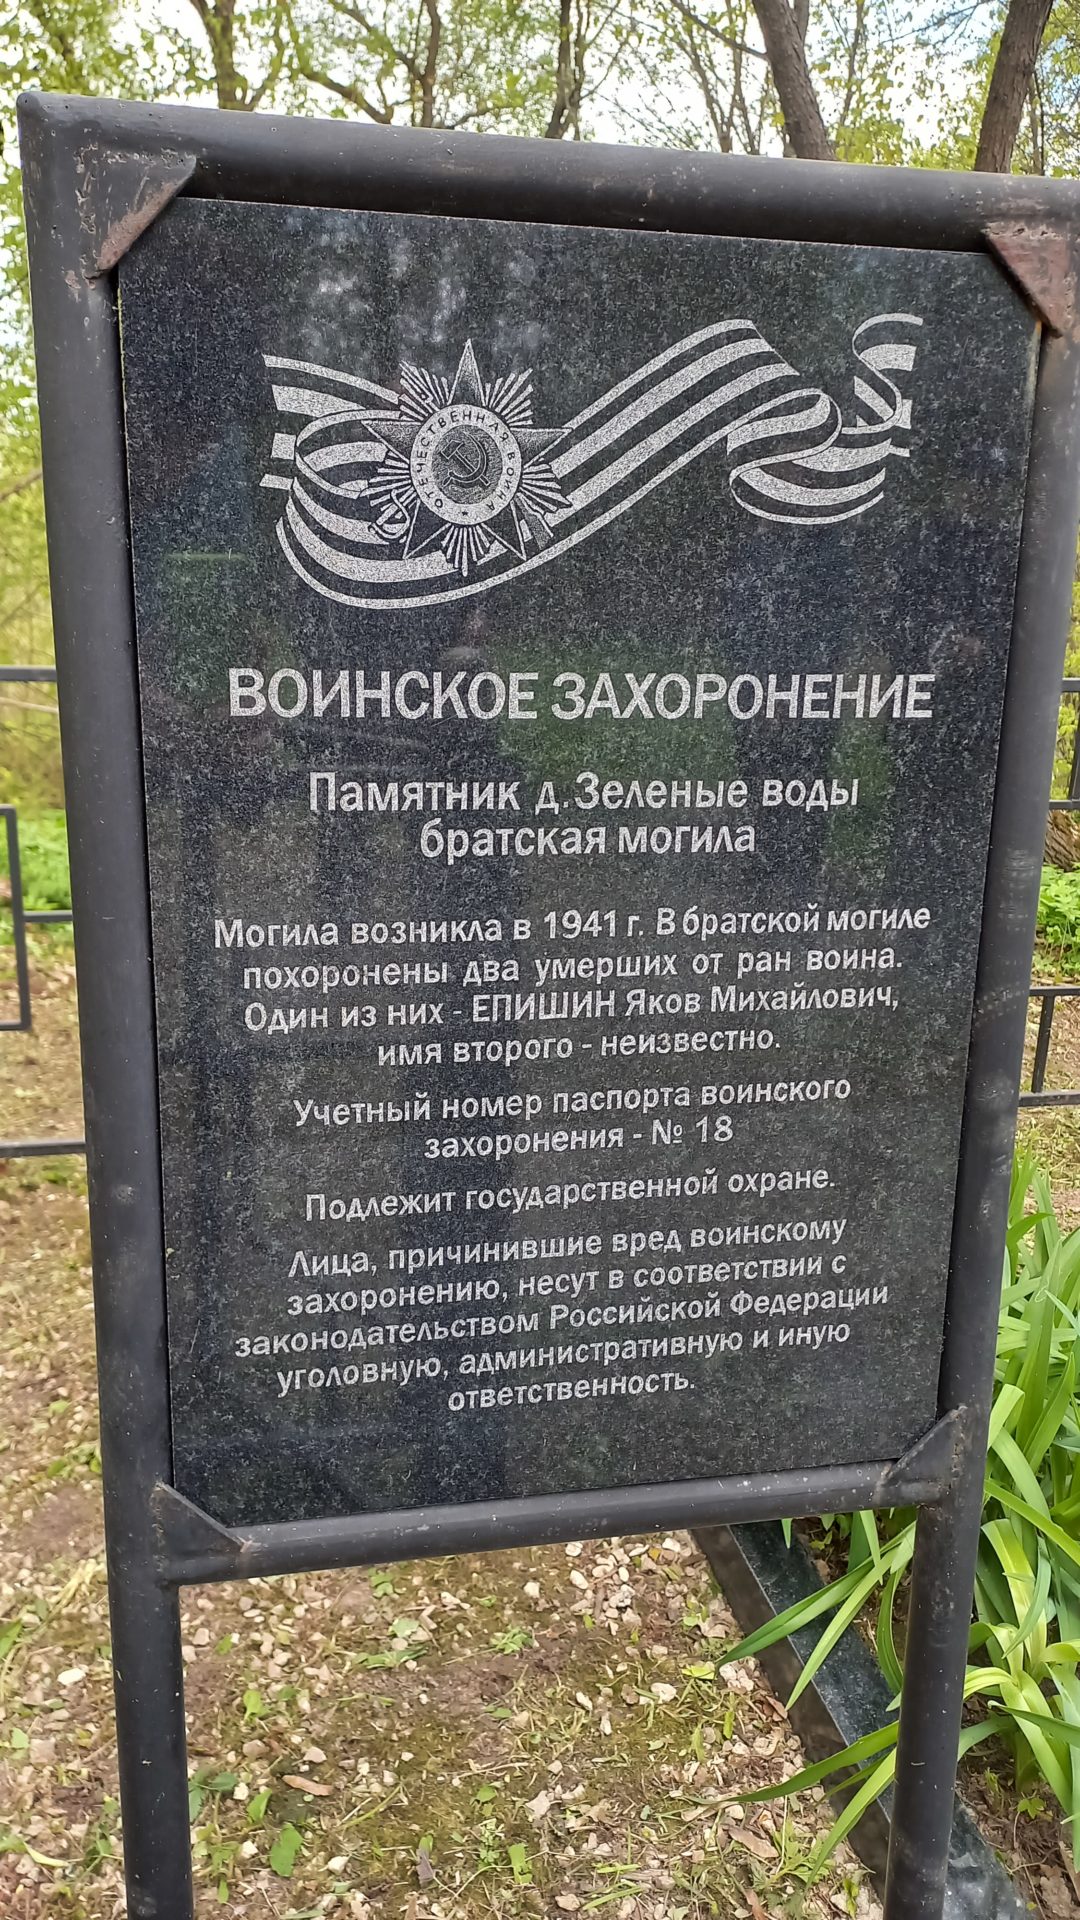 ОТЕЧЕСТВЕННАЯ ВОЙНА
ВОИНСКОЕ ЗАХОРОНЕНИЕ
Памятник д.Зеленые воды
братская могила
Могила возникла в 1941 г. В братской могиле
похоронены два умерших от ран воина.
Один из них - ЕПИШИН Яков Михайлович,
имя второго - неизвестно.
Учетный номер паспорта воинского
захоронения - № 18
Подлежит государственной охране.
Лица, причинившие вред воинскому
захоронению, несут в соответствии с
законодательством Российской Федерации
уголовную, административную и иную
ответственность.